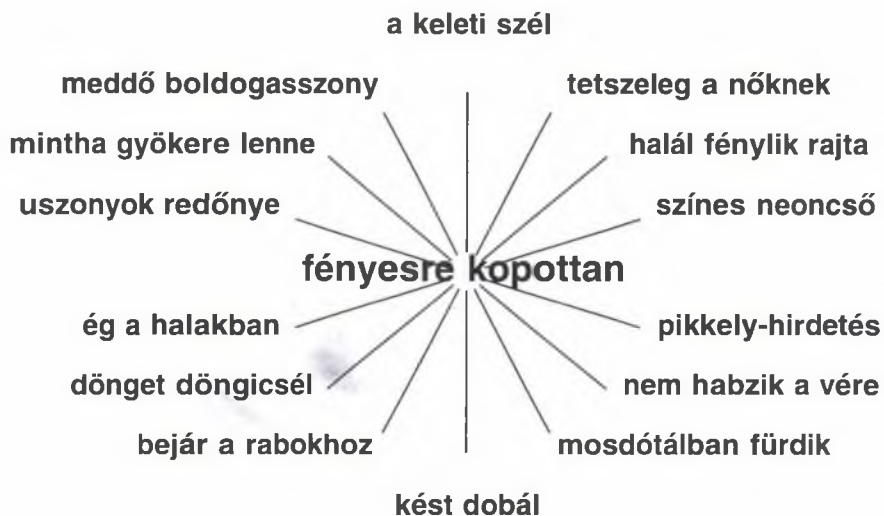 a keleti szél
meddő boldogasszony tetszeleg a nőknek
mintha gyökere lenne halál fénylik rajta
uszonyok redőnye színes neoncső
fényesre kopottan
ég a halakban pikkely-hirdetés
dönget döngicsél nem habzik a vére
bejár a rabokhoz mosdótálban fürdik
kést dobál